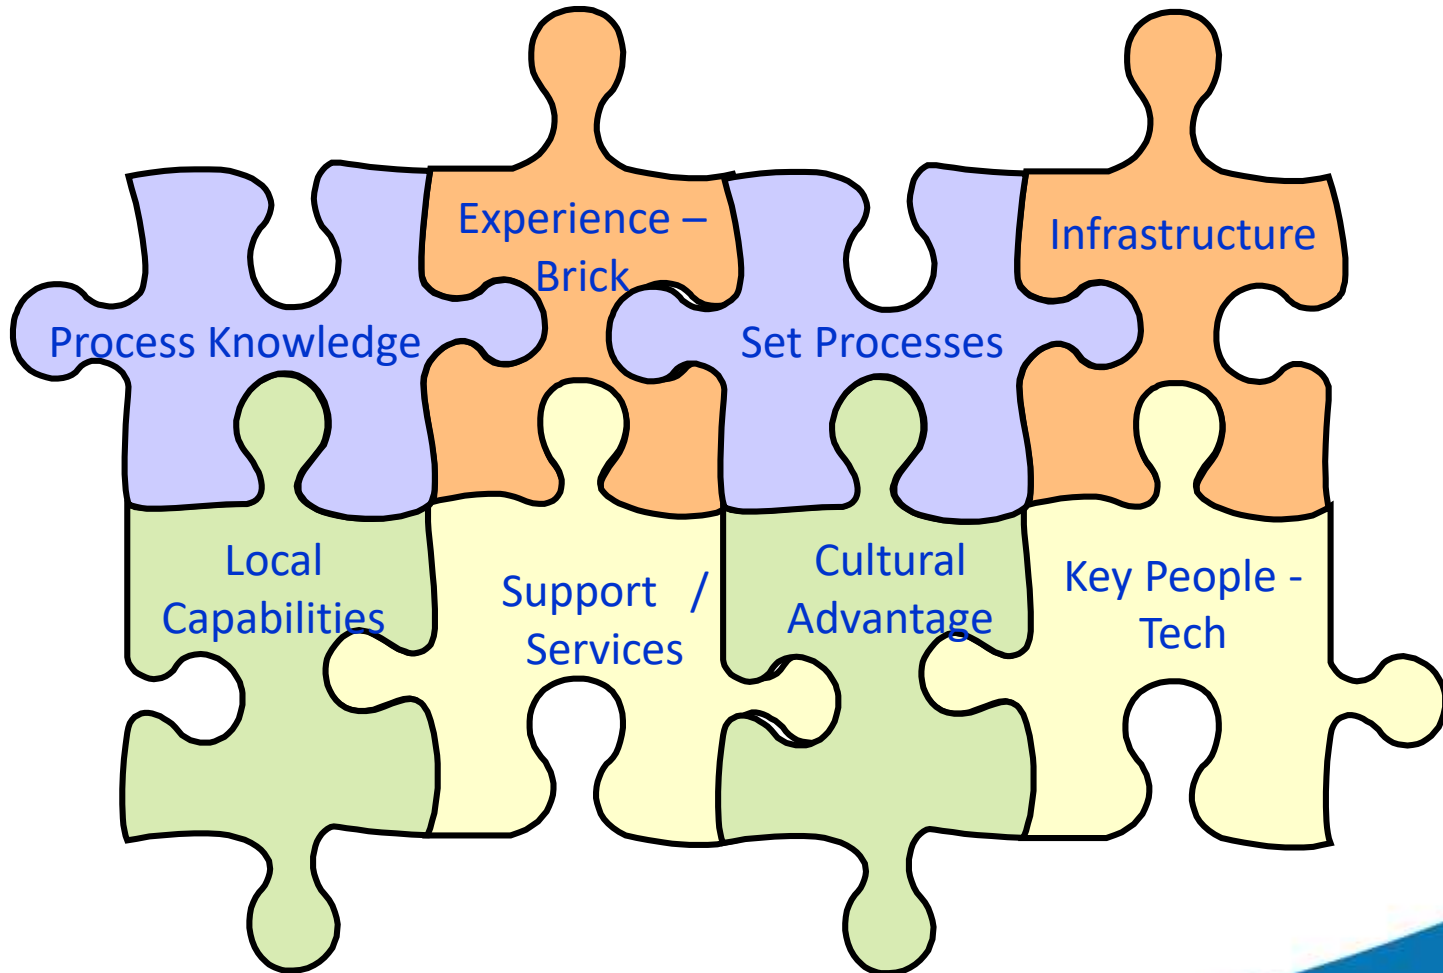 Experience –
Brick
Infrastructure
Process Knowledge
Set Processes
Local
Capabilities
Support /
Services
Cultural
Advantage
Key People -
Tech